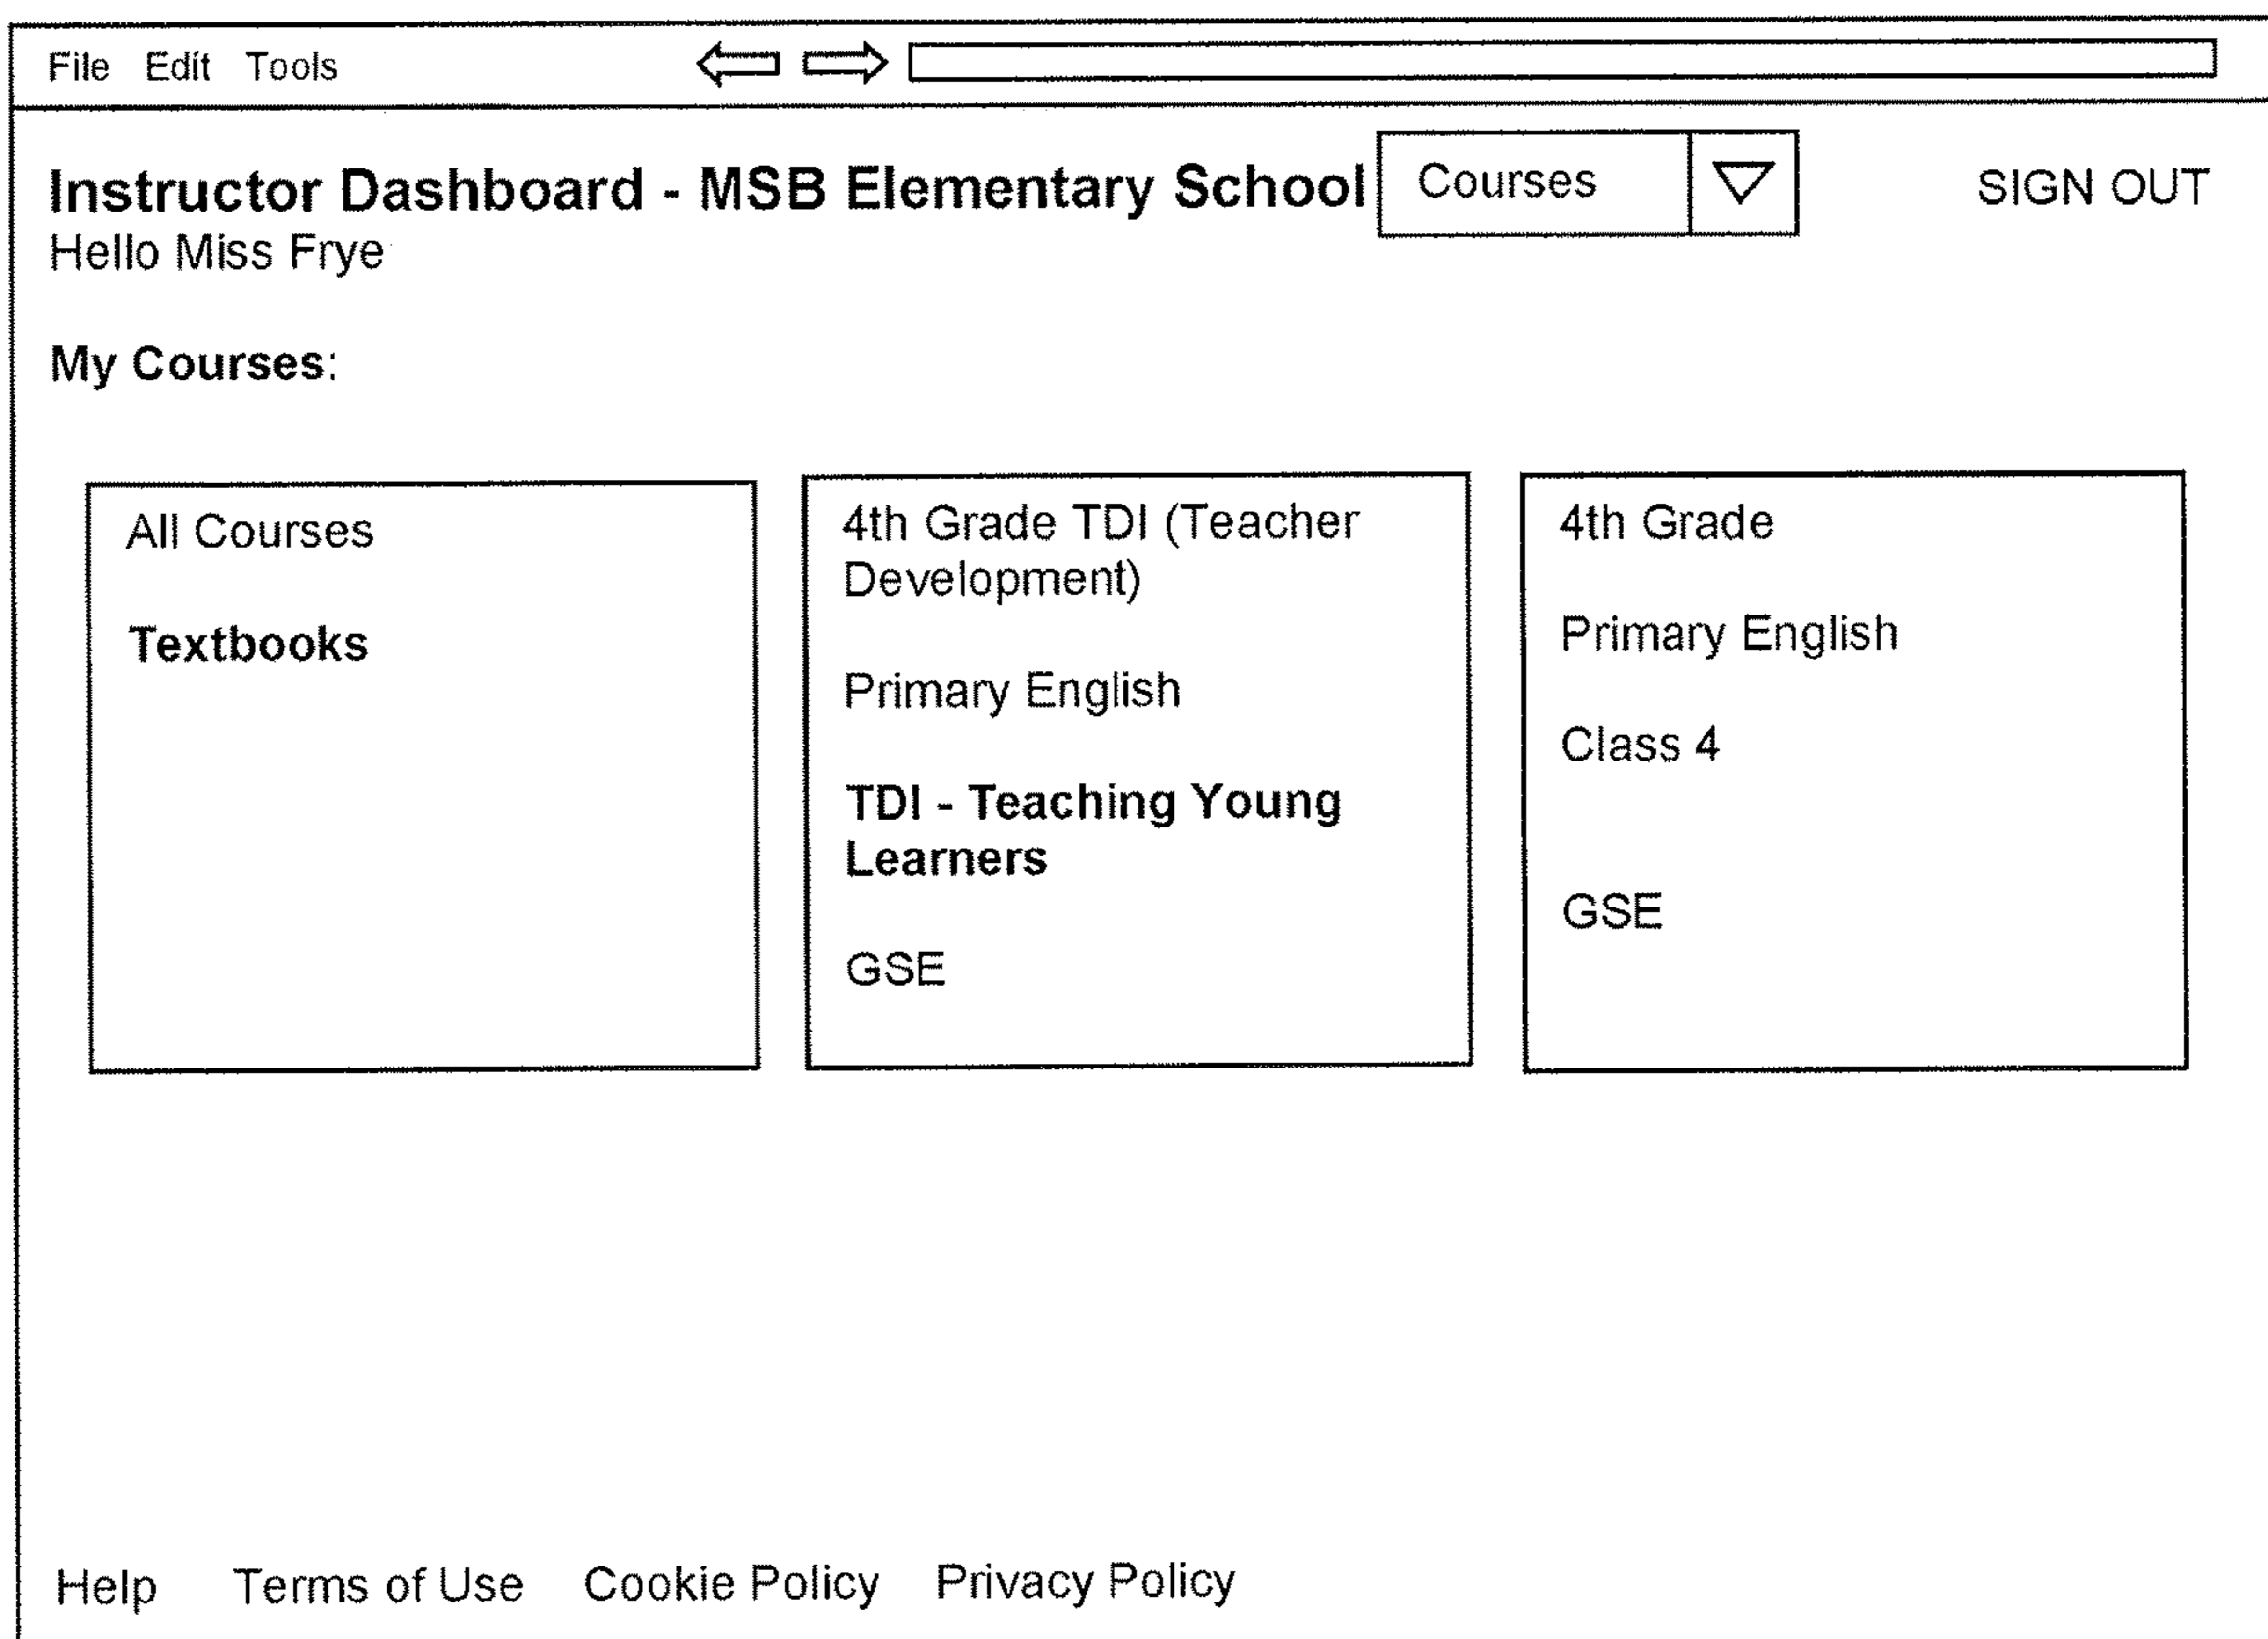 File Edit Tools
Instructor Dashboard - MSB Elementary School Courses SIGN OUT
Hello Miss Frye
My Courses:
All Courses
Textbooks
4th Grade TDI (Teacher
Development)
Primary English
TDI - Teaching Young
Learners
GSE
4th Grade
Primary English
Class 4
GSE
Help Terms of Use Cookie Policy Privacy Policy